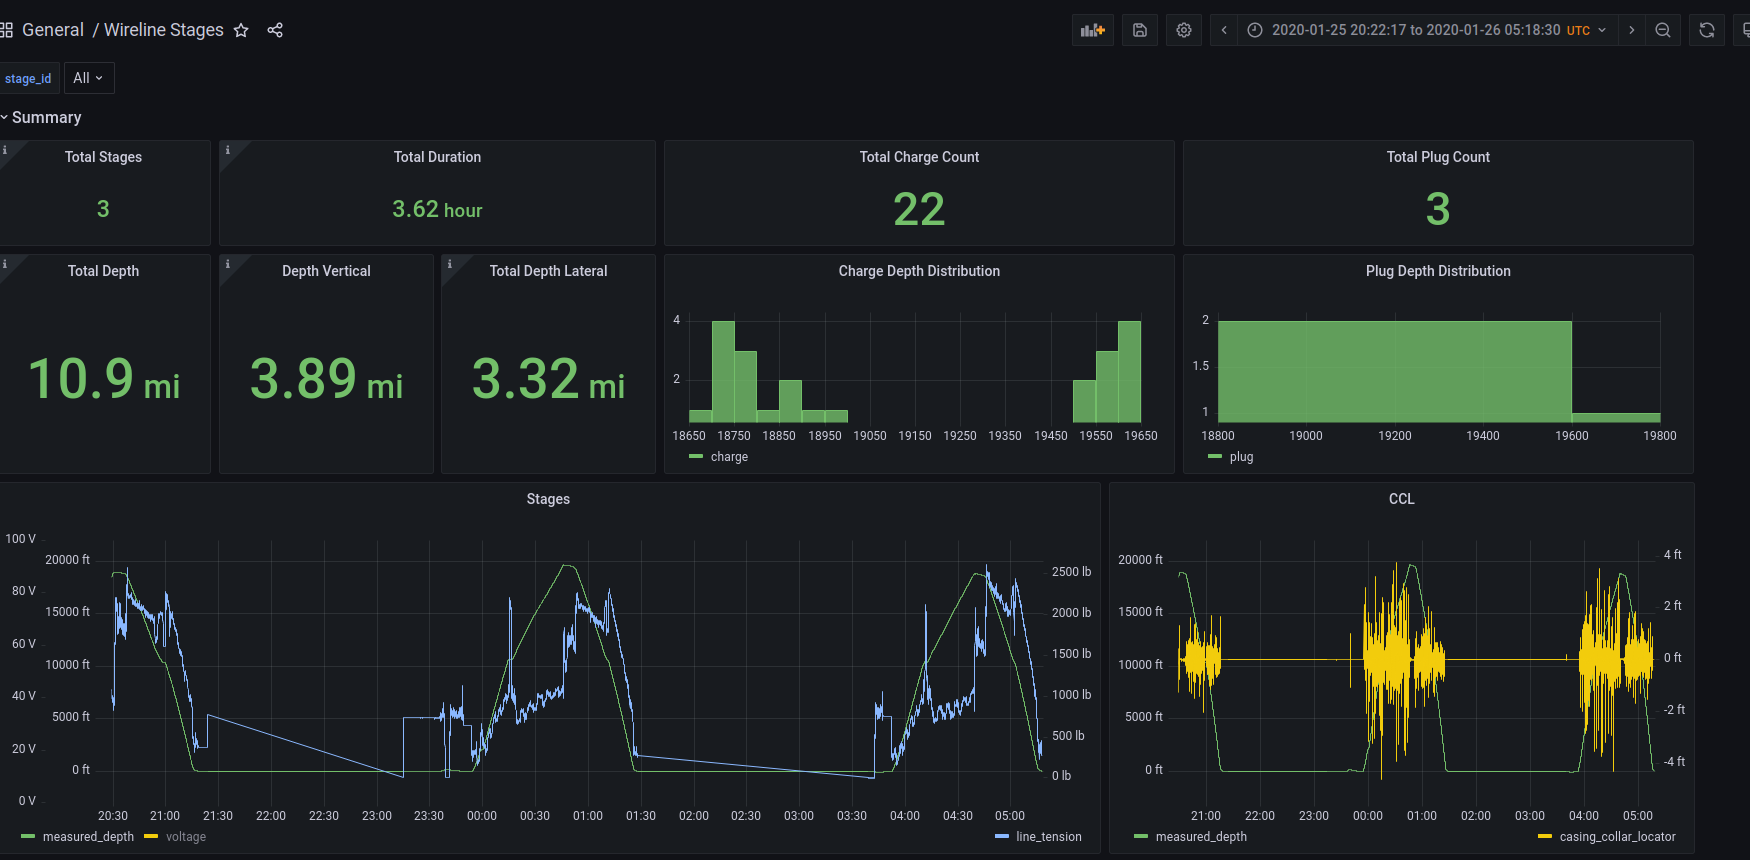 General / Wireline Stages
2020-01-25 20:22:17 to 2020-01-26 05:18:30 UTC
stage_id All
Summary
Total Stages
3
Total Duration
3.62 hour
Total Charge Count
22
Total Plug Count
3
Total Depth
10.9 mi
Depth Vertical
3.89 mi
Total Depth Lateral
3.32 mi
Charge Depth Distribution
4
2
18650 18750 18850 18950 19050 19150 19250 19350 19450 19550 19650
charge
Plug Depth Distribution
2
1.5
1
18800 19000 19200 19400 19600 19800
plug
Stages
100 V
80 V
60 V
40 V
20 V
0 V
20000 ft
15000 ft
10000 ft
5000 ft
0 ft
2500 lb
2000 lb
1500 lb
1000 lb
500 lb
0 lb
20:30 21:00 21:30 22:00 22:30 23:00 23:30 00:00 00:30 01:00 01:30 02:00 02:30 03:00 03:30 04:00 04:30 05:00
measured_depth voltage line_tension
CCL
20000 ft
15000 ft
10000 ft
5000 ft
0 ft
4 ft
2 ft
0 ft
-2 ft
-4 ft
21:00 22:00 23:00 00:00 01:00 02:00 03:00 04:00 05:00
measured_depth casing_collar_locator